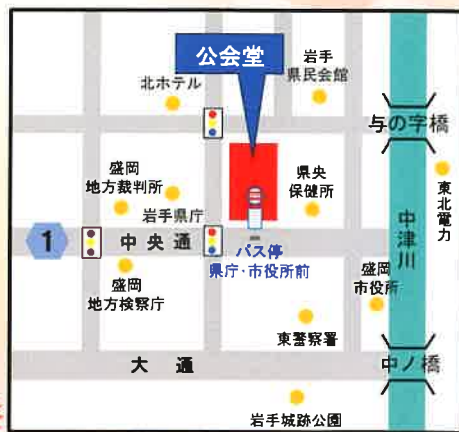 公会堂
岩手
県民会館
北ホテル
与の字橋
盛岡
地方裁判所
県央
保健所
東北電力
岩手県庁
1
中央通
バス停
県庁・市役所前
中津川
盛岡
地方検察庁
盛岡
市役所
東警察署
大通
中ノ橋
岩手城跡公園